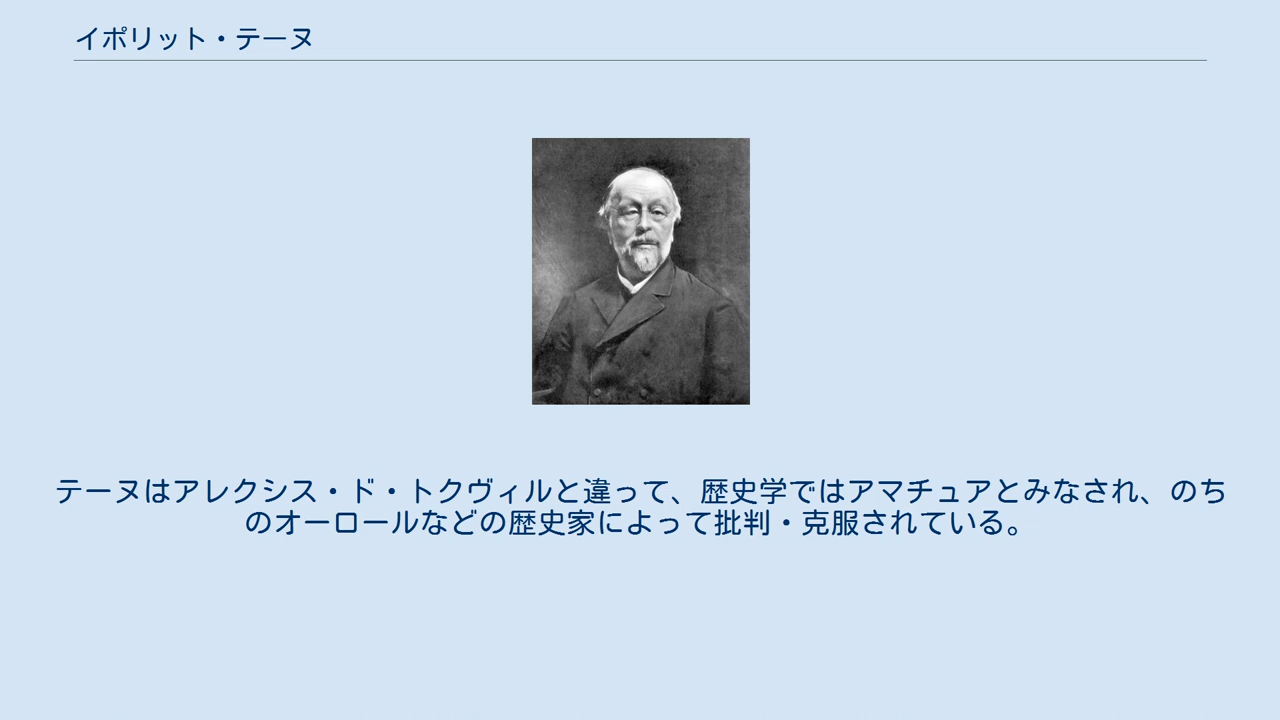 イポリット・テーヌ
テーヌはアレクシス・ド・トクヴィルと違って、歴史学ではアマチュアとみなされ、のち
のオーロールなどの歴史家によって批判・克服されている。